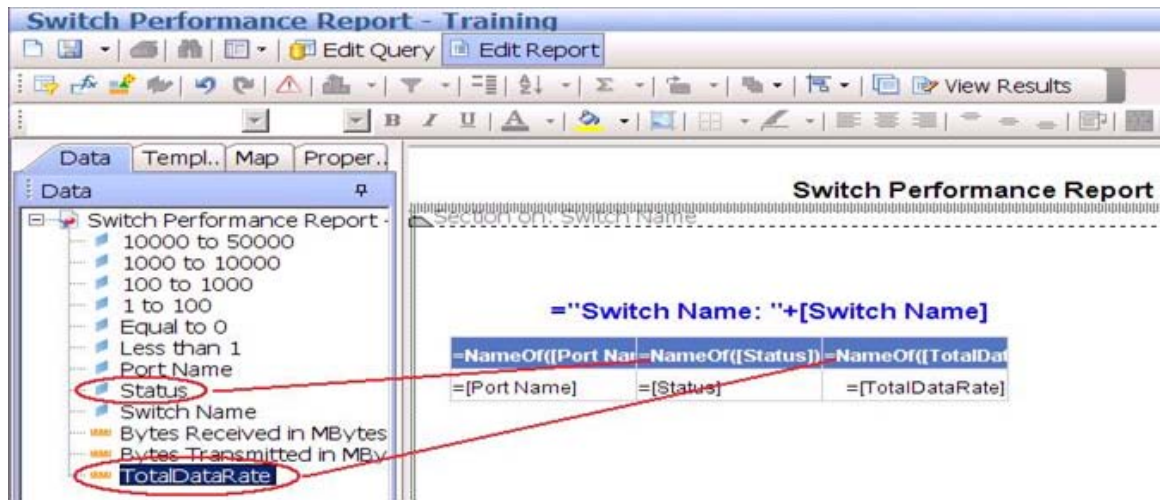 Switch Performance Report - Training
Edit Query Edit Report
View Results
B I U A
Data Templ.. Map Proper..
Data
Switch Performance Report -
10000 to 50000
1000 to 10000
100 to 1000
1 to 100
Equal to 0
Less than 1
Port Name
Status
Switch Name
Bytes Received in MBytes
Bytes Transmitted in MBy
TotalDataRate
Switch Performance Report
Section on: Switch Name
="Switch Name: "+[Switch Name]
=NameOf([Port Nar =NameOf([Status]) =NameOf([TotalDat
=[Port Name] =[Status] =[TotalDataRate]